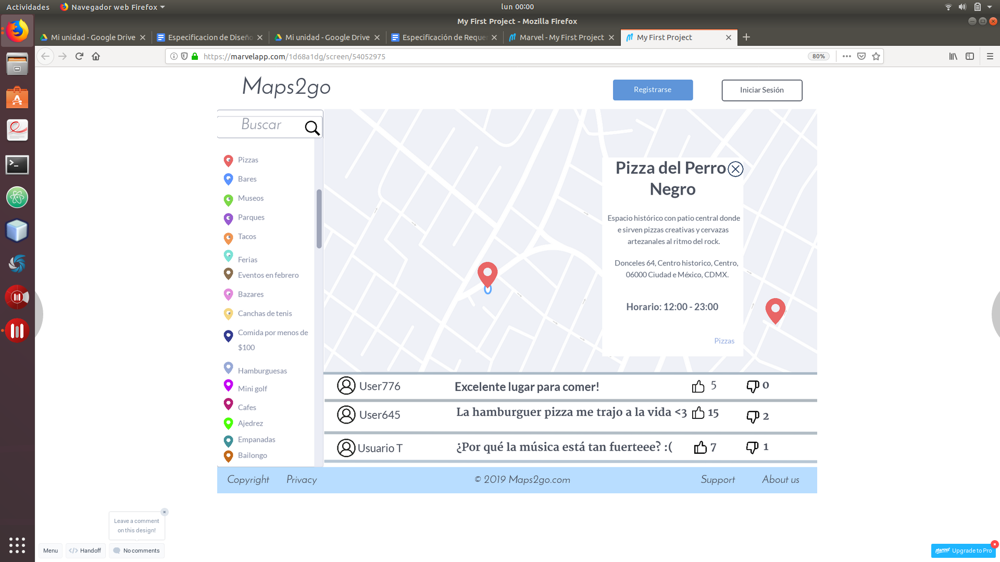 Actividades
Navegador web Firefox
lun 00:00
My First Project - Mozilla Firefox
Mi unidad - Google Drive
Especificacion de Diseño
Mi unidad - Google Drive
Especificación de Requer
Marvel - My First Project
My First Project
https://marvelapp.com/1d68a1dg/screen/54052975
80%
Maps2go
Registrarse
Iniciar Sesión
Buscar
Pizzas
Bares
Museos
Parques
Tacos
Ferias
Eventos en febrero
Bazares
Canchas de tenis
Comida por menos de
$100
Hamburguesas
Mini golf
Cafes
Ajedrez
Empanadas
Bailongo
Pizza del Perro
Negro
Espacio histórico con patio central donde
e sirven pizzas creativas y cervazas
artezanales al ritmo del rock.
Donceles 64, Centro historico, Centro,
06000 Ciudad e México, CDMX.
Horario: 12:00 - 23:00
Pizzas
User776
Excelente lugar para comer!
5
0
User645
La hamburguer pizza me trajo a la vida <3
15
2
Usuario T
¿Por qué la música está tan fuerteee? :(
7
1
Copyright
Privacy
© 2019 Maps2go.com
Support
About us
Leave a comment
on this design!
Menu
</> Handoff
No comments
Marvel
Upgrade to Pro